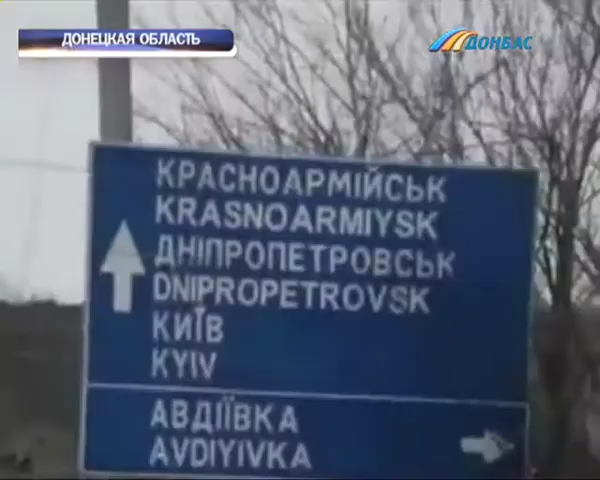 ДОНЕЦКАЯ ОБЛАСТЬ
ДОНБАС
КРАСНОАРМІЙСЬК
KRASNOARMIYSK
ДНІПРОПЕТРОВСЬК
DNIPROPETROVSK
КИЇВ
KYIV
АВДІЇВКА
AVDIYIVKA